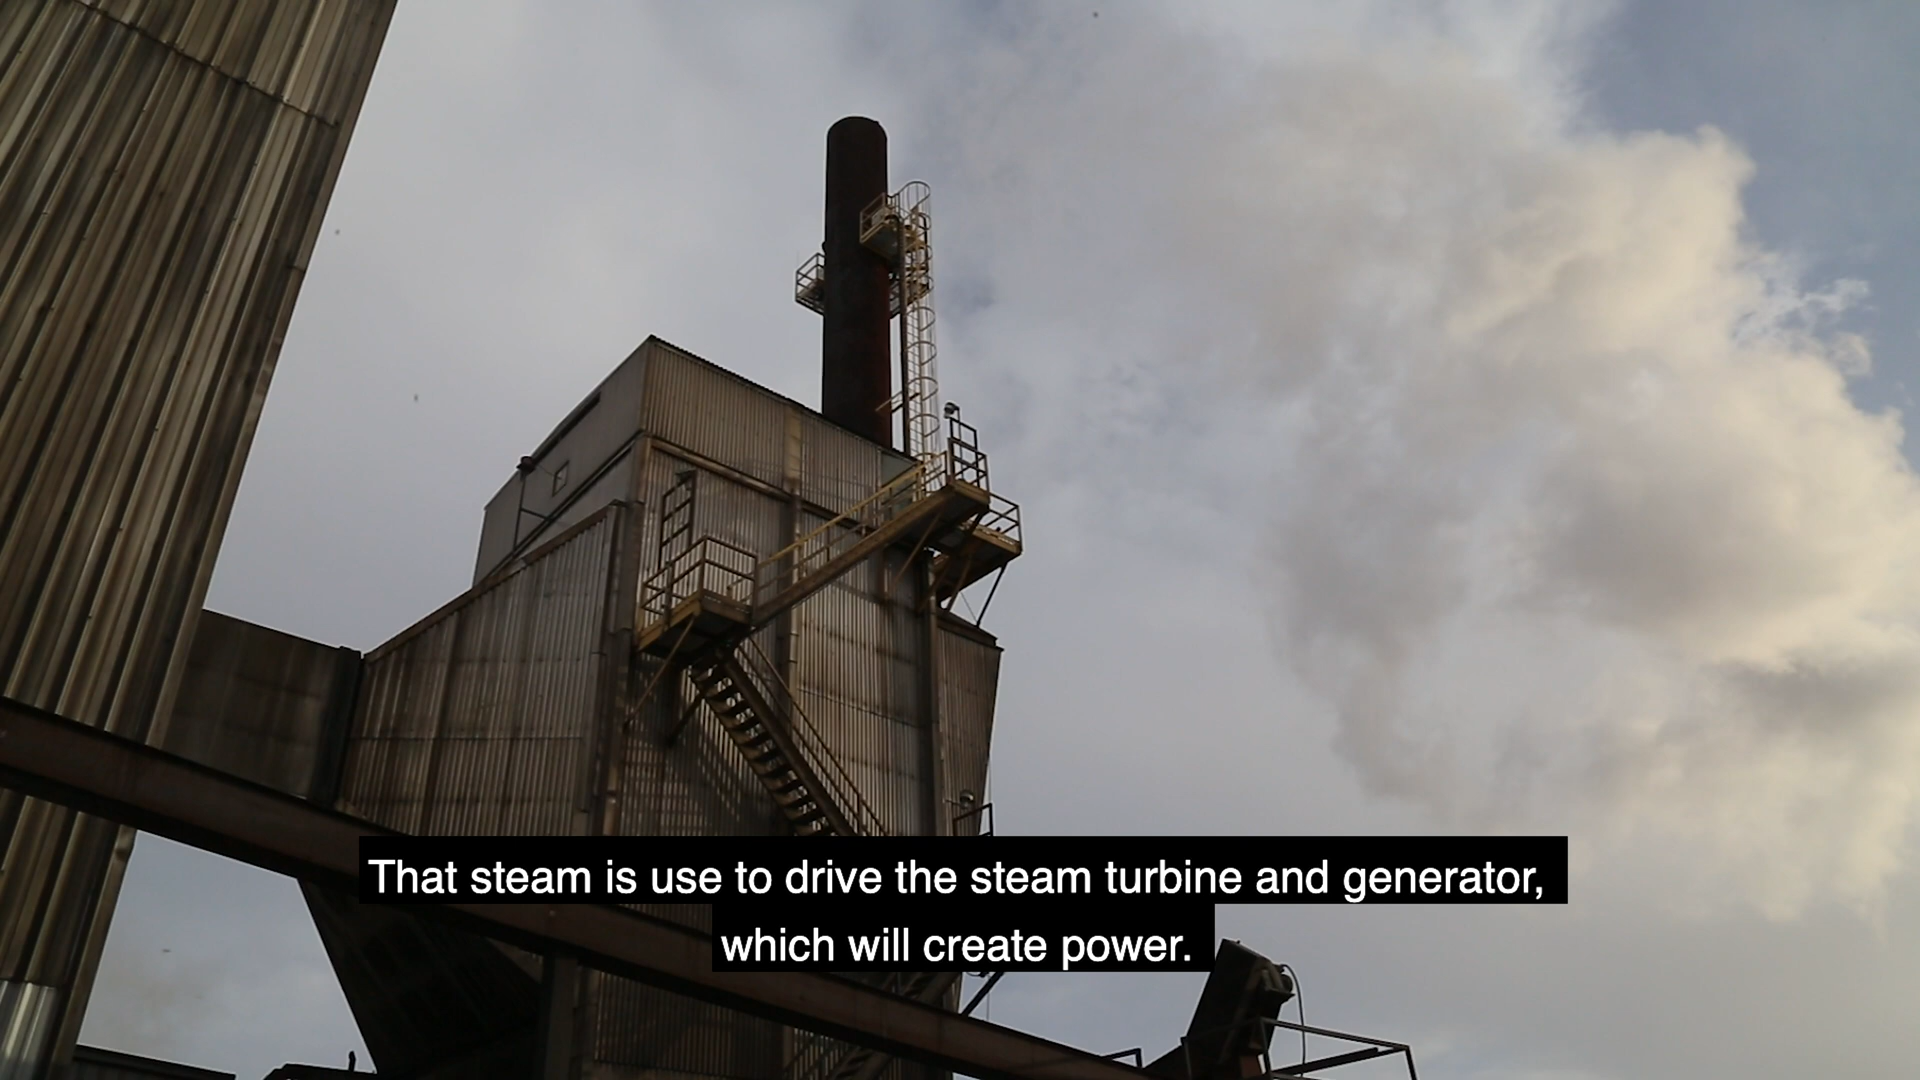 That steam is use to drive the steam turbine and generator,
which will create power.